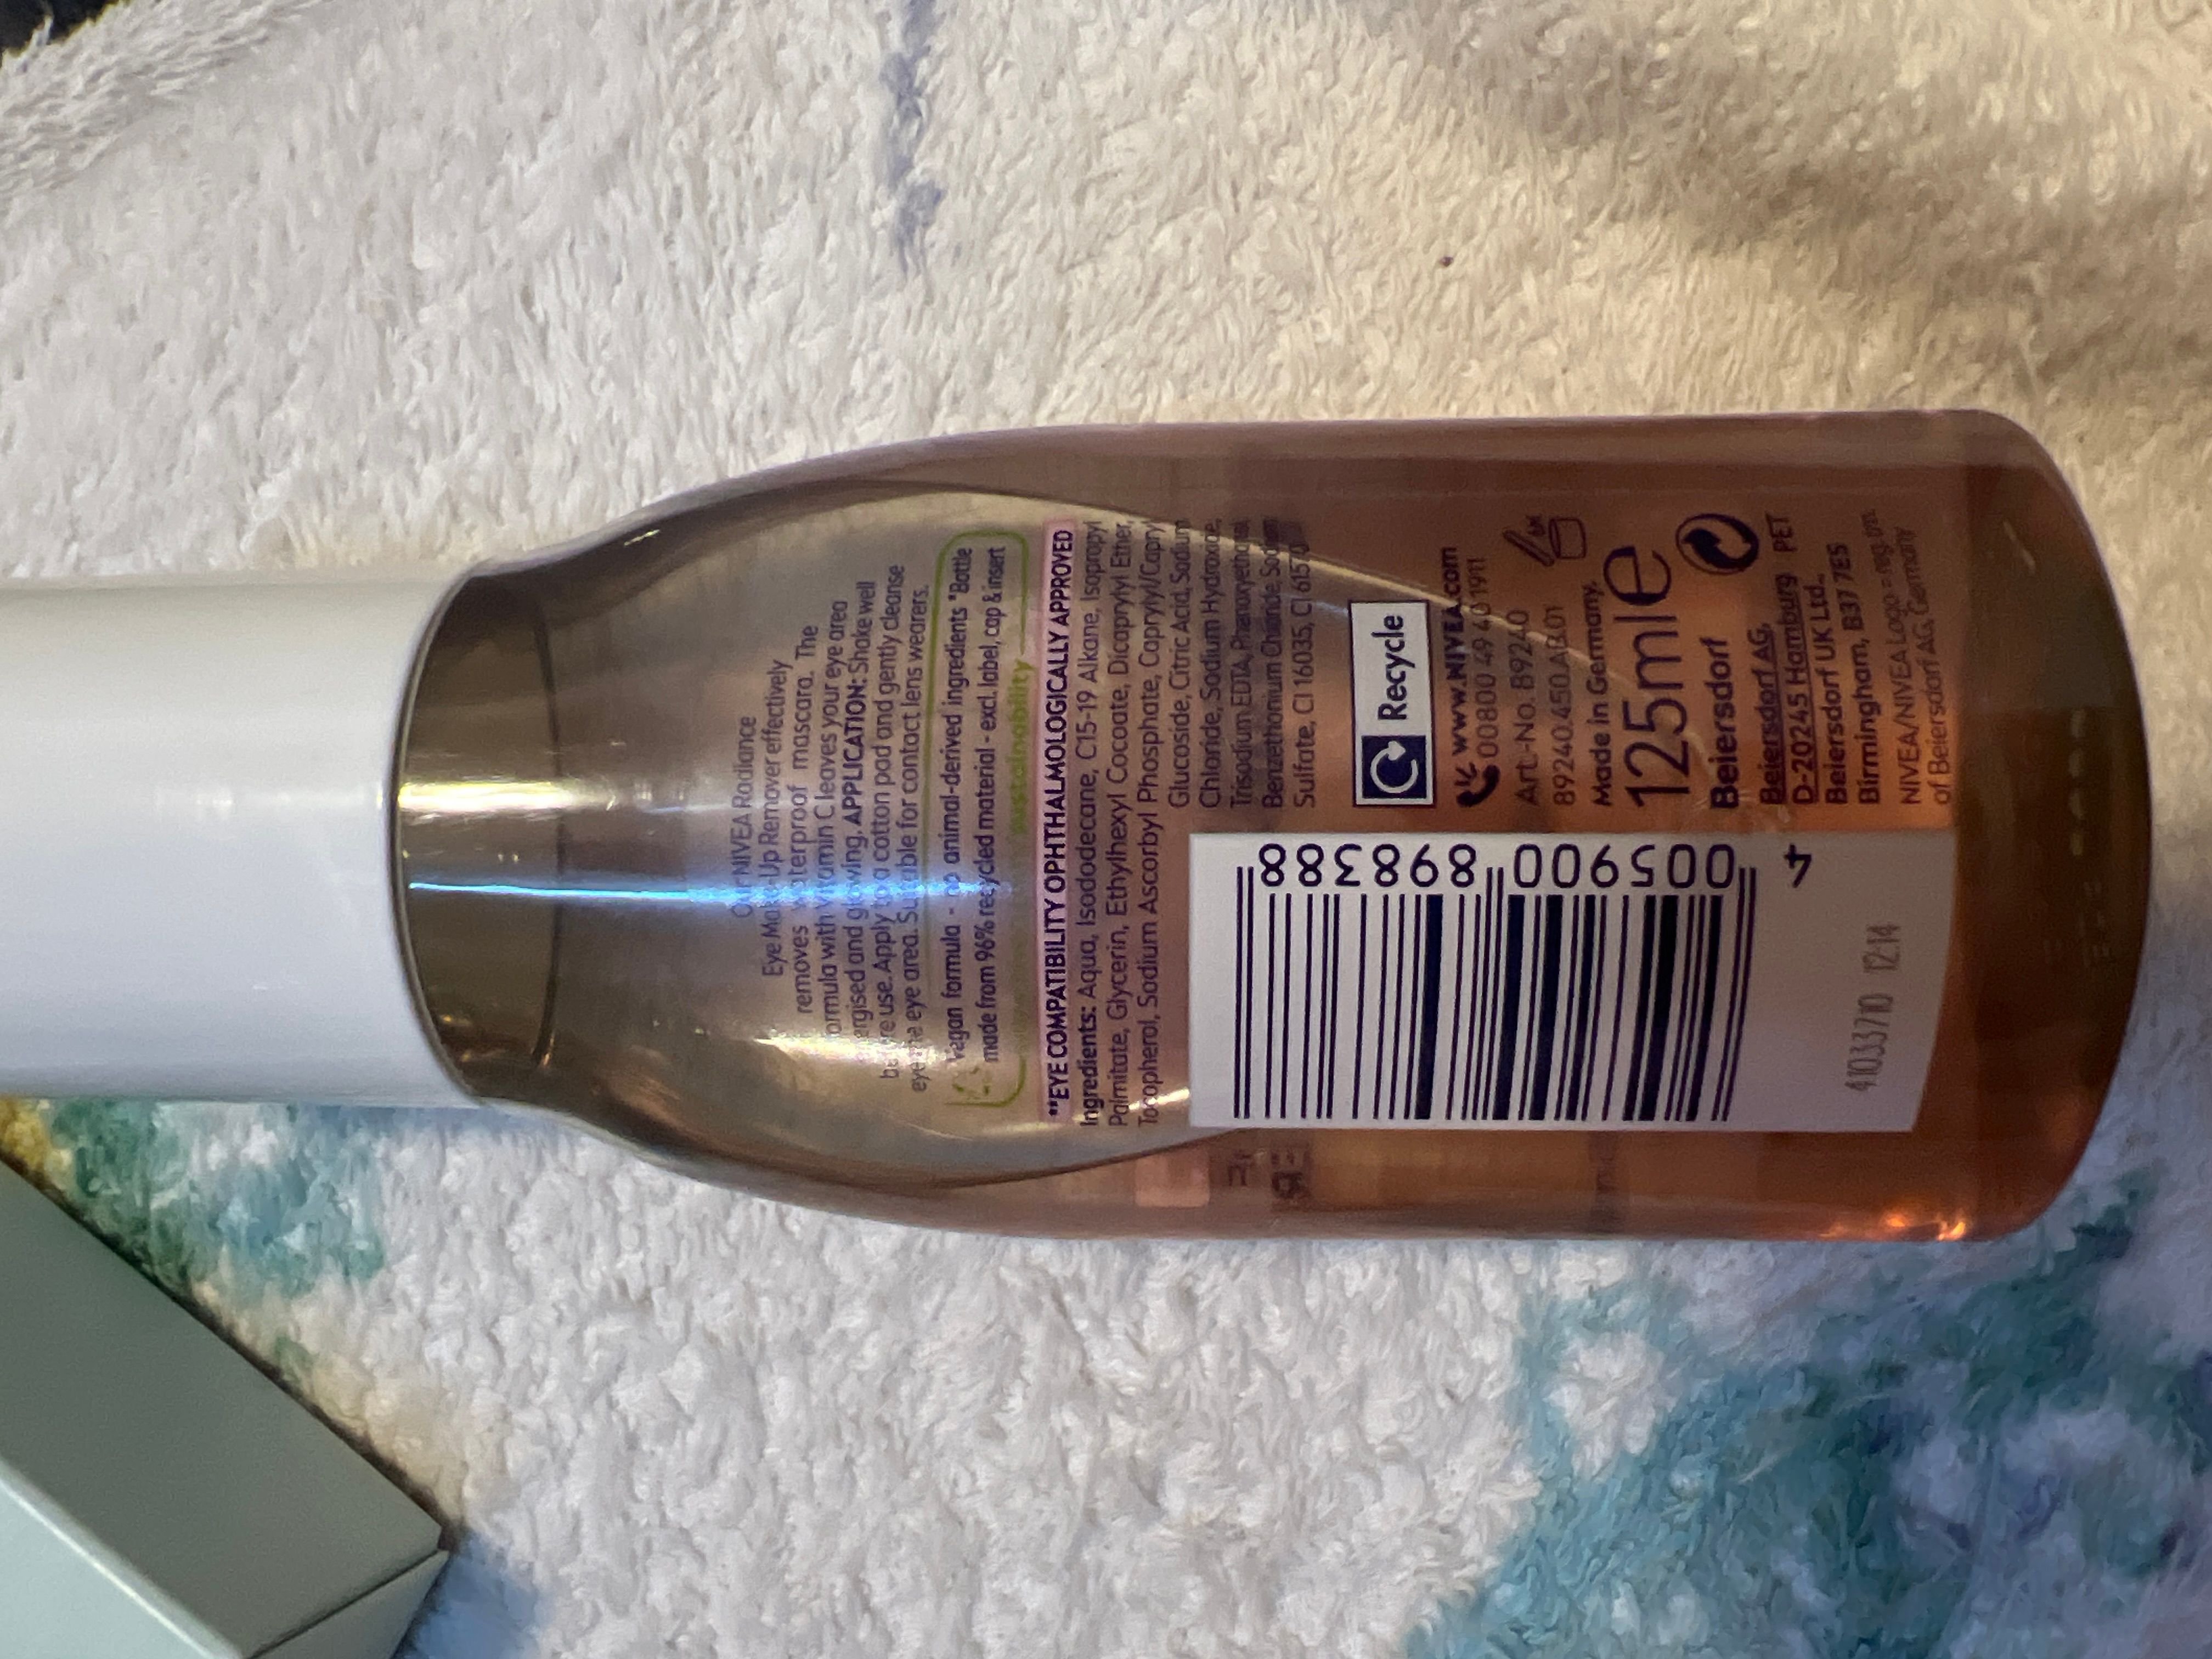 Our NIVEA Radiance
Eye Make-Up Remover effectively
removes waterproof mascara. The
formula with Vitamin C leaves your eye area
energised and glowing. APPLICATION: Shake well
before use. Apply to a cotton pad and gently cleanse
eye area. Suitable for contact lens wearers.
Vegan formula - no animal-derived ingredients *Bottle
made from 96% recycled material - excl. label, cap & insert
sustainability
**EYE COMPATIBILITY OPHTHALMOLOGICALLY APPROVED
Ingredients: Aqua, Isododecane, C15-19 Alkane, Isopropyl
Palmitate, Glycerin, Ethylhexyl Cocoate, Dicaprylyl Ether,
Tocopherol, Sodium Ascorbyl Phosphate, Caprylyl/Capryl
Glucoside, Citric Acid, Sodium
Chloride, Sodium Hydroxide,
Trisodium EDTA, Phenoxyethanol,
Benzethonium Chloride, Sodium
Sulfate, CI 16035, CI 61570
Recycle
www.NIVEA.com
00800 49 40 1911
Art.-No. 89240
89240.450.AB.01
6M
Made in Germany.
125ml e
Beiersdorf
Beiersdorf AG,
D-20245 Hamburg PET
Beiersdorf UK Ltd.,
Birmingham, B37 7ES
NIVEA/NIVEA Logo = reg. tm.
of Beiersdorf AG, Germany
4 005900 898388
41033710 12:14